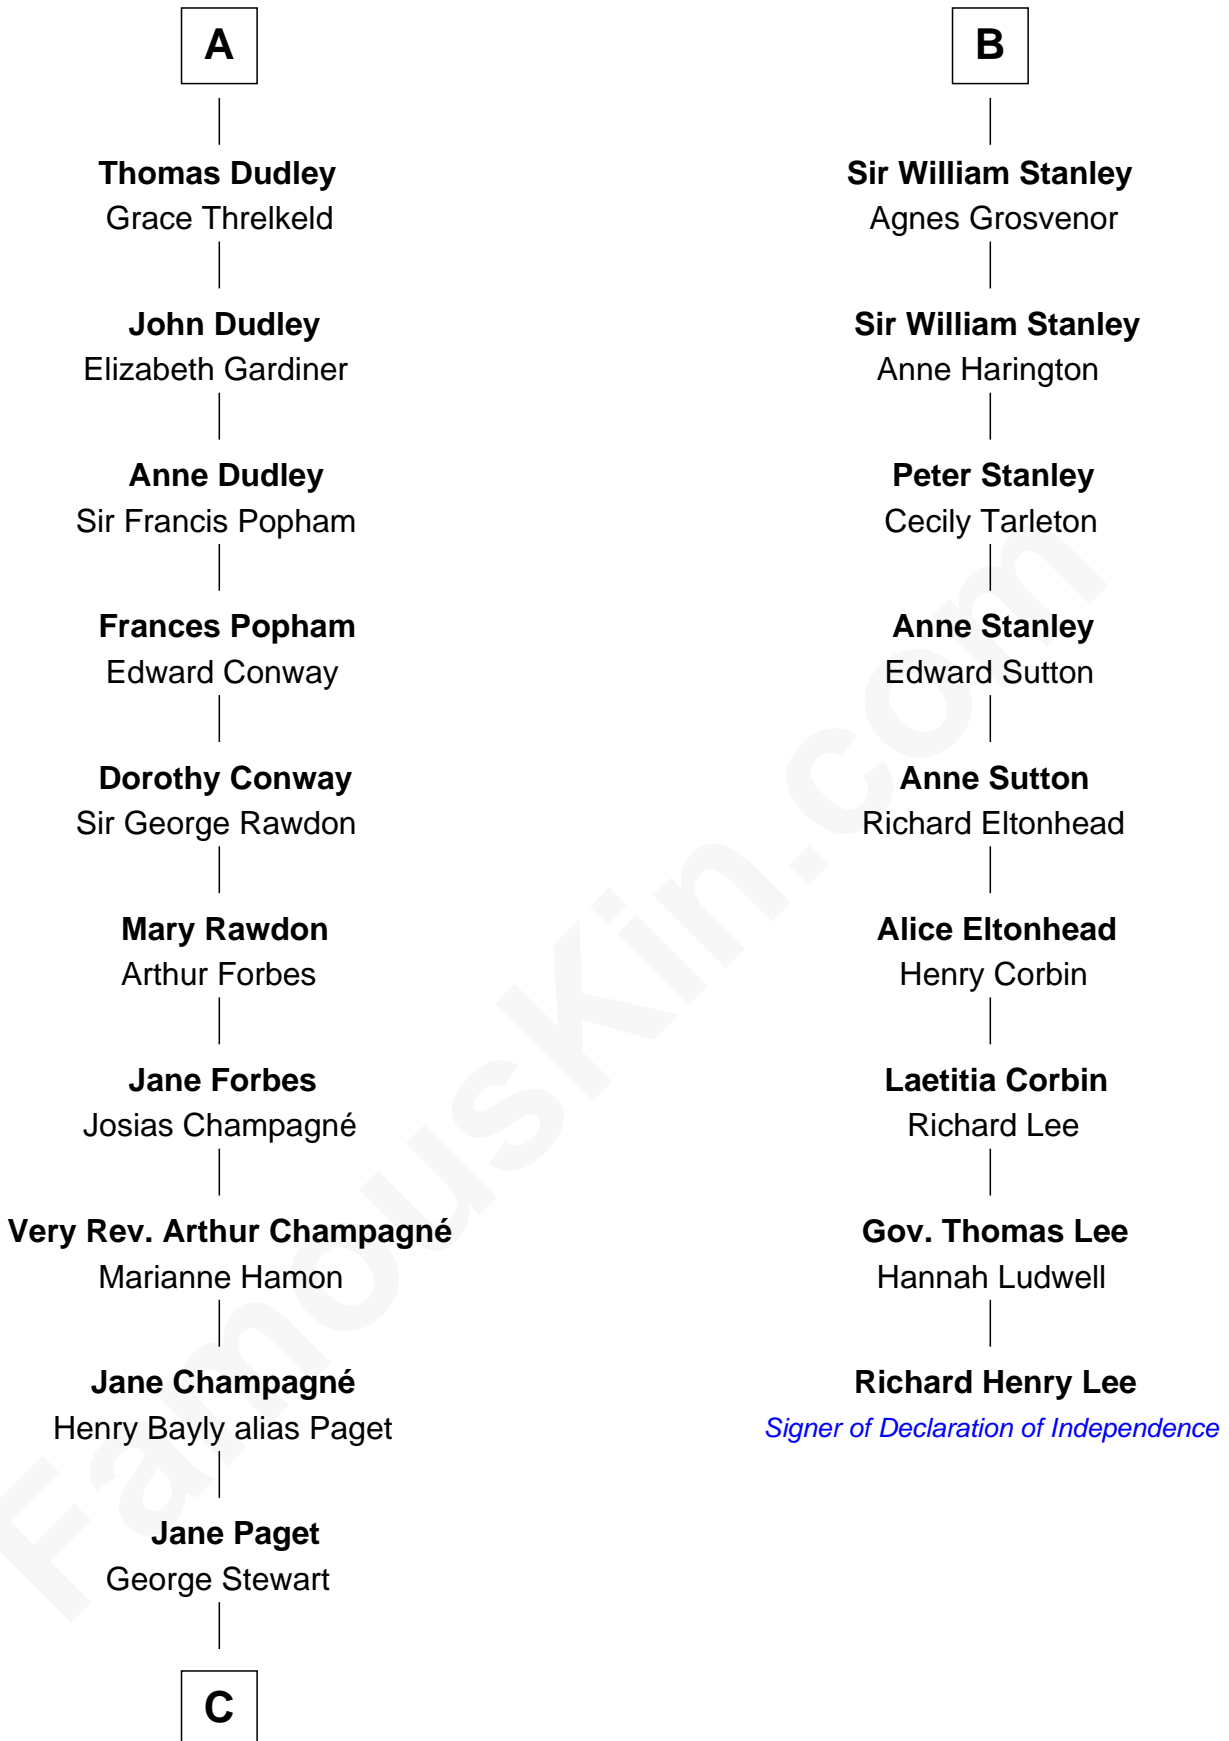 A
Thomas Dudley
Grace Threlkeld
John Dudley
Elizabeth Gardiner
Anne Dudley
Sir Francis Popham
Frances Popham
Edward Conway
Dorothy Conway
Sir George Rawdon
Mary Rawdon
Arthur Forbes
Jane Forbes
Josias Champagné
Very Rev. Arthur Champagné
Marianne Hamon
Jane Champagné
Henry Bayly alias Paget
Jane Paget
George Stewart
C
B
Sir William Stanley
Agnes Grosvenor
Sir William Stanley
Anne Harington
Peter Stanley
Cecily Tarleton
Anne Stanley
Edward Sutton
Anne Sutton
Richard Eltonhead
Alice Eltonhead
Henry Corbin
Laetitia Corbin
Richard Lee
Gov. Thomas Lee
Hannah Ludwell
Richard Henry Lee
Signer of Declaration of Independence
FamousKin.com